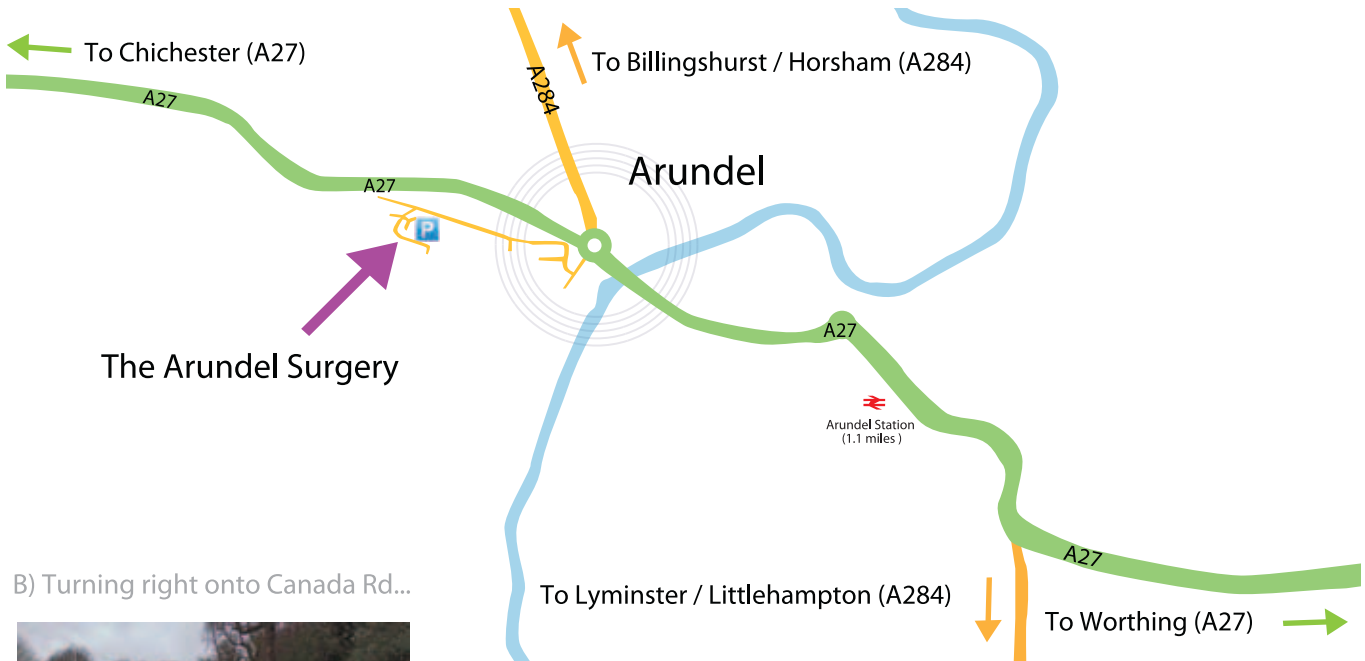 To Chichester (A27)
A27
A284
To Billingshurst / Horsham (A284)
Arundel
A27
P
The Arundel Surgery
A27
Arundel Station
(1.1 miles )
A27
B) Turning right onto Canada Rd...
To Lyminster / Littlehampton (A284)
To Worthing (A27)